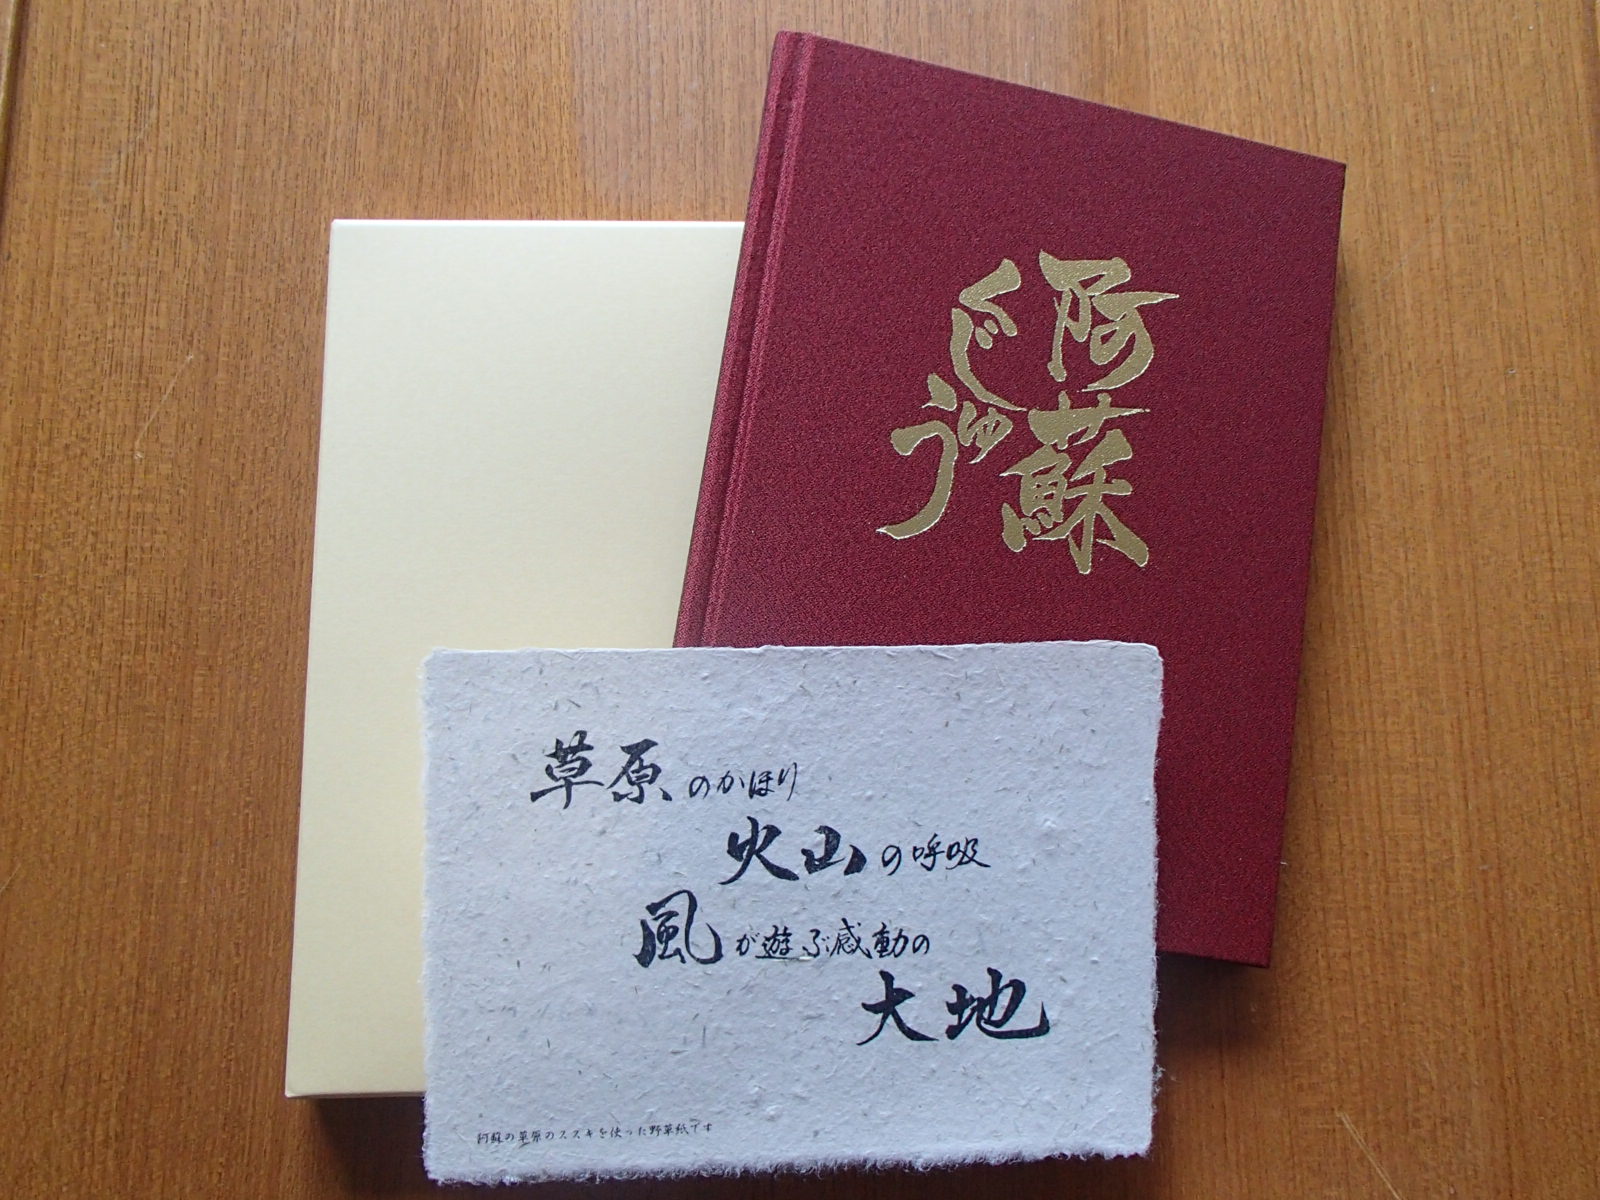 阿蘇
くじゅう
草原のかほり
火山の呼吸
風が遊ぶ感動の
大地
阿蘇の草原のススキを使った野草紙です